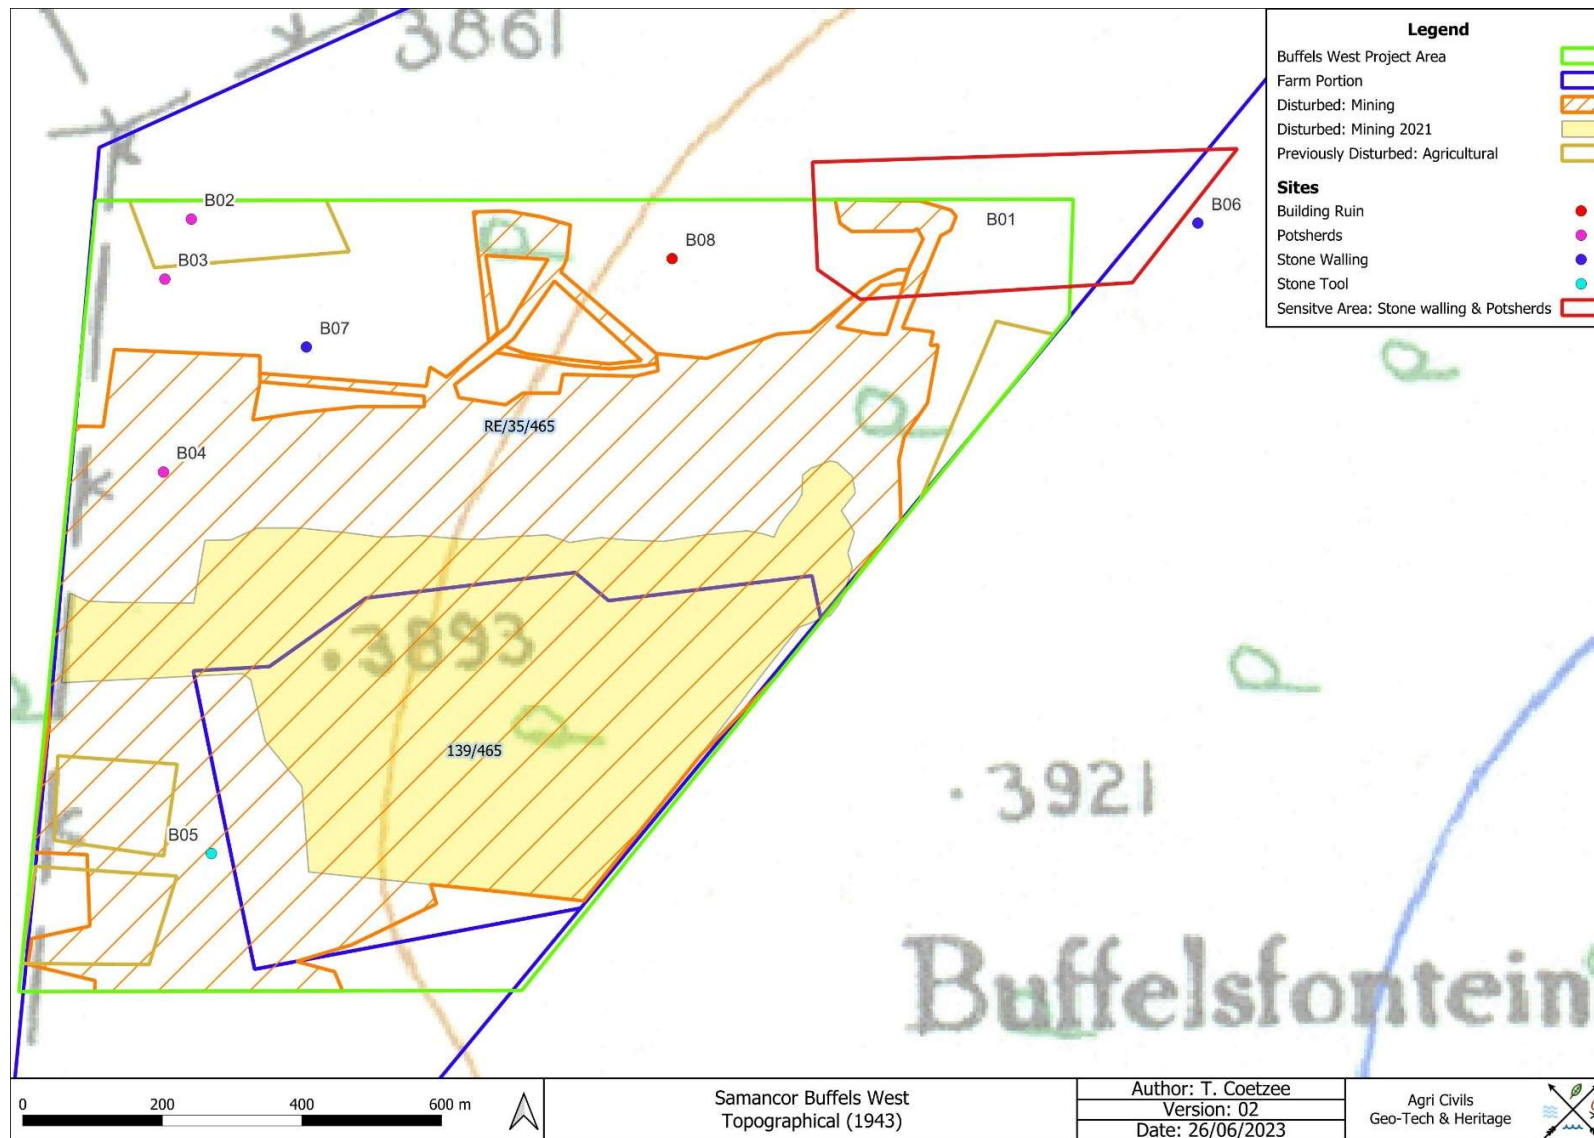 3861
Legend
Buffels West Project Area
Farm Portion
Disturbed: Mining
Disturbed: Mining 2021
Previously Disturbed: Agricultural
Sites
Building Ruin
Potsherds
Stone Walling
Stone Tool
Sensitve Area: Stone walling & Potsherds
B02
B01
B06
B03
B08
B07
RE/35/465
B04
3893
139/465
3921
B05
Buffelsfontein
0 200 400 600 m
Samancor Buffels West
Topographical (1943)
Author: T. Coetzee
Version: 02
Date: 26/06/2023
Agri Civils
Geo-Tech & Heritage